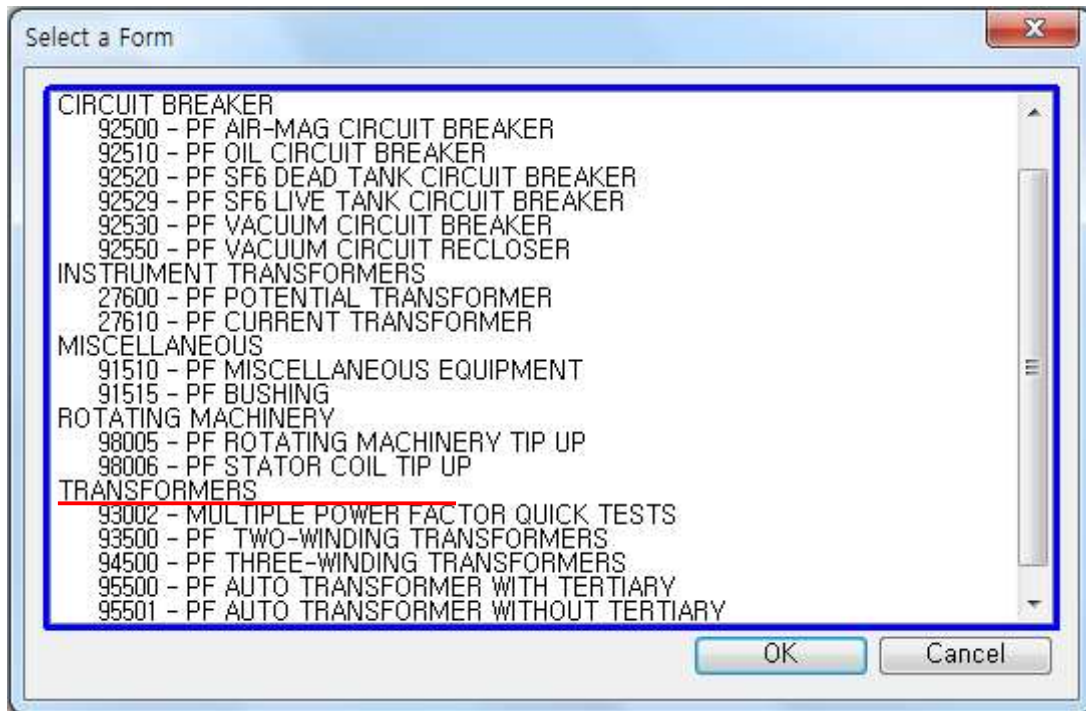 Select a Form
CIRCUIT BREAKER
92500 - PF AIR-MAG CIRCUIT BREAKER
92510 - PF OIL CIRCUIT BREAKER
92520 - PF SF6 DEAD TANK CIRCUIT BREAKER
92529 - PF SF6 LIVE TANK CIRCUIT BREAKER
92530 - PF VACUUM CIRCUIT BREAKER
92550 - PF VACUUM CIRCUIT RECLOSER
INSTRUMENT TRANSFORMERS
27600 - PF POTENTIAL TRANSFORMER
27610 - PF CURRENT TRANSFORMER
MISCELLANEOUS
91510 - PF MISCELLANEOUS EQUIPMENT
91515 - PF BUSHING
ROTATING MACHINERY
98005 - PF ROTATING MACHINERY TIP UP
98006 - PF STATOR COIL TIP UP
TRANSFORMERS
93002 - MULTIPLE POWER FACTOR QUICK TESTS
93500 - PF  TWO-WINDING TRANSFORMERS
94500 - PF THREE-WINDING TRANSFORMERS
95500 - PF AUTO TRANSFORMER WITH TERTIARY
95501 - PF AUTO TRANSFORMER WITHOUT TERTIARY
OK
Cancel